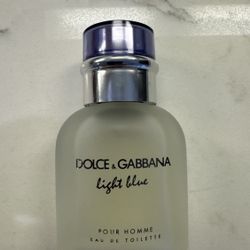 DOLCE & GABBANA
light blue
POUR HOMME
EAU DE TOILETTE